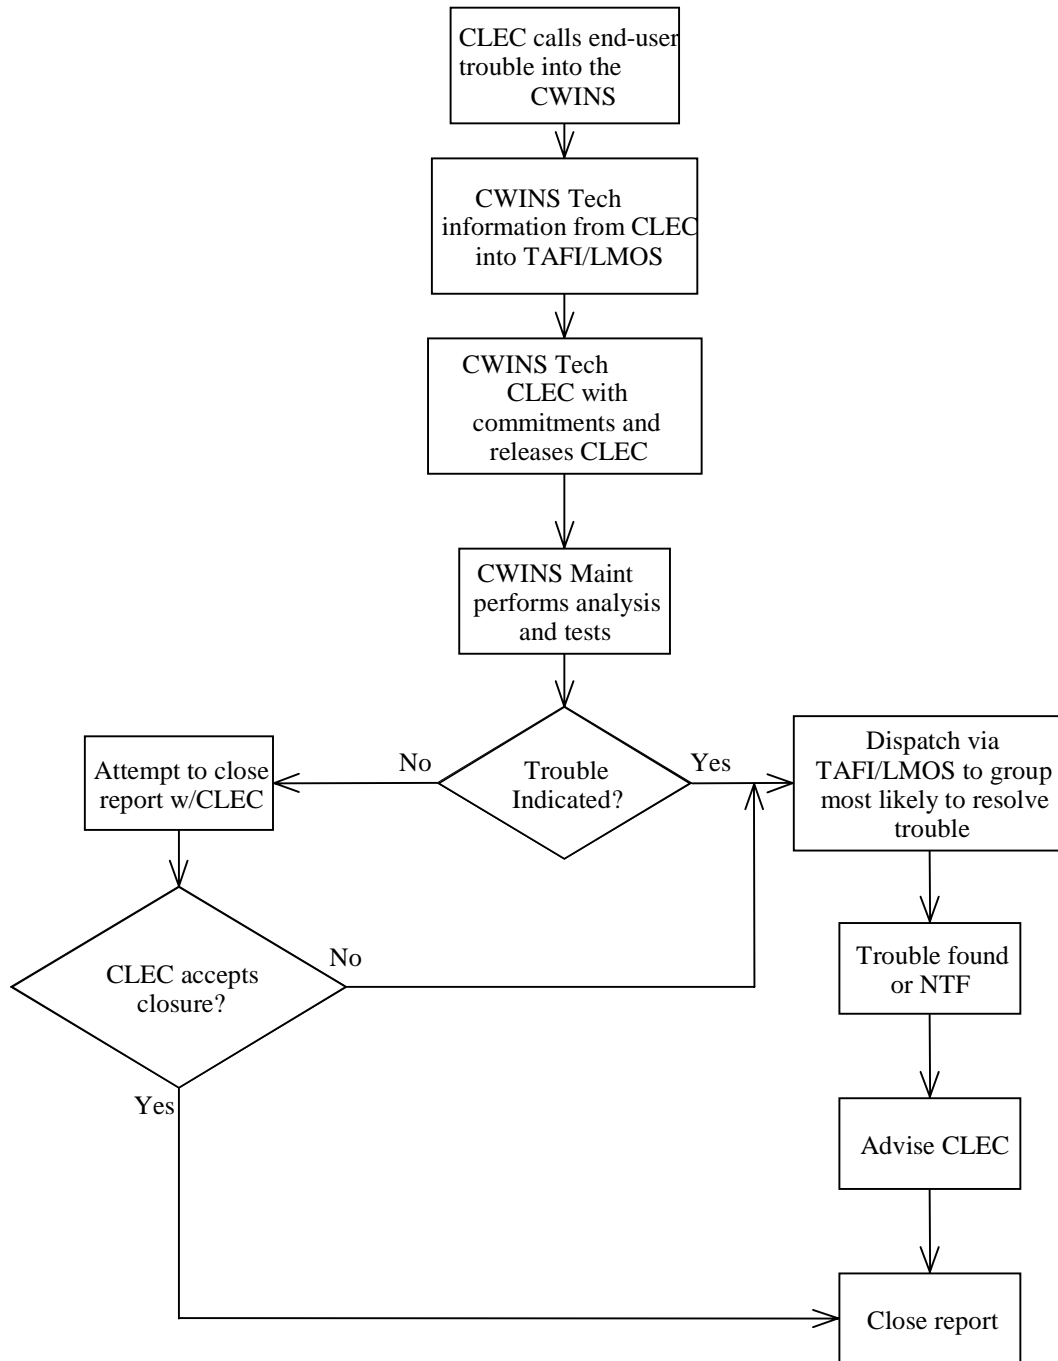 CLEC calls end-user
trouble into the
CWINS
CWINS Tech
information from CLEC
into TAFI/LMOS
CWINS Tech
CLEC with
commitments and
releases CLEC
CWINS Maint
performs analysis
and tests
Trouble
Indicated?
No
Yes
Attempt to close
report w/CLEC
Dispatch via
TAFI/LMOS to group
most likely to resolve
trouble
CLEC accepts
closure?
No
Yes
Trouble found
or NTF
Advise CLEC
Close report